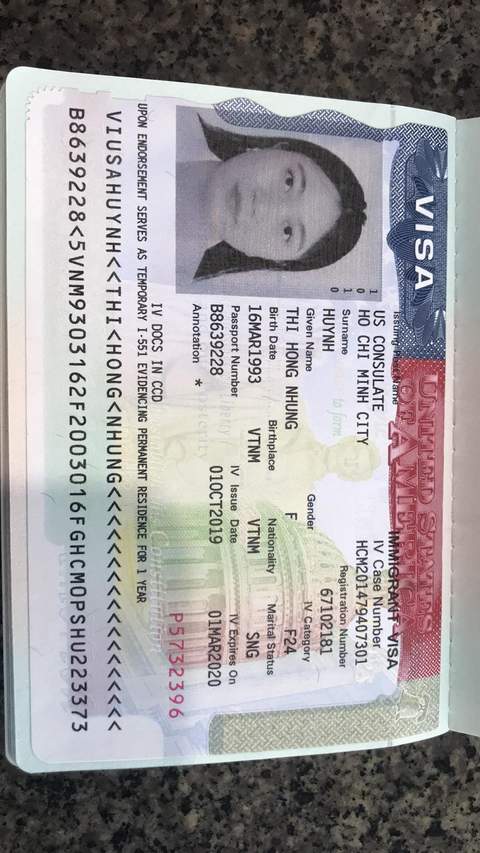 VISA
UNITED STATES
OF AMERICA
Issuing Post Name
US CONSULATE
HO CHI MINH CITY
IMMIGRANT VISA
IV Case Number
HCM201479407301
Surname
HUYNH
Registration Number
67102181
Given Name
THI HONG NHUNG
Gender
F
IV Category
F24
Birth Date
16MAR1993
Birthplace
VTNM
Nationality
VTNM
Marital Status
SNG
Passport Number
B8639228
IV Issue Date
01OCT2019
IV Expires On
01MAR2020
Annotation
*
P5732396
IV DOCS IN CCD
UPON ENDORSEMENT SERVES AS TEMPORARY I-551 EVIDENCING PERMANENT RESIDENCE FOR 1 YEAR
VIUSAHUYNH<<THI<HONG<NHUNG<<<<<<<<<<<<<<<<<<
B8639228<5VNM9303162F2003016FGHCMOPSHU223373